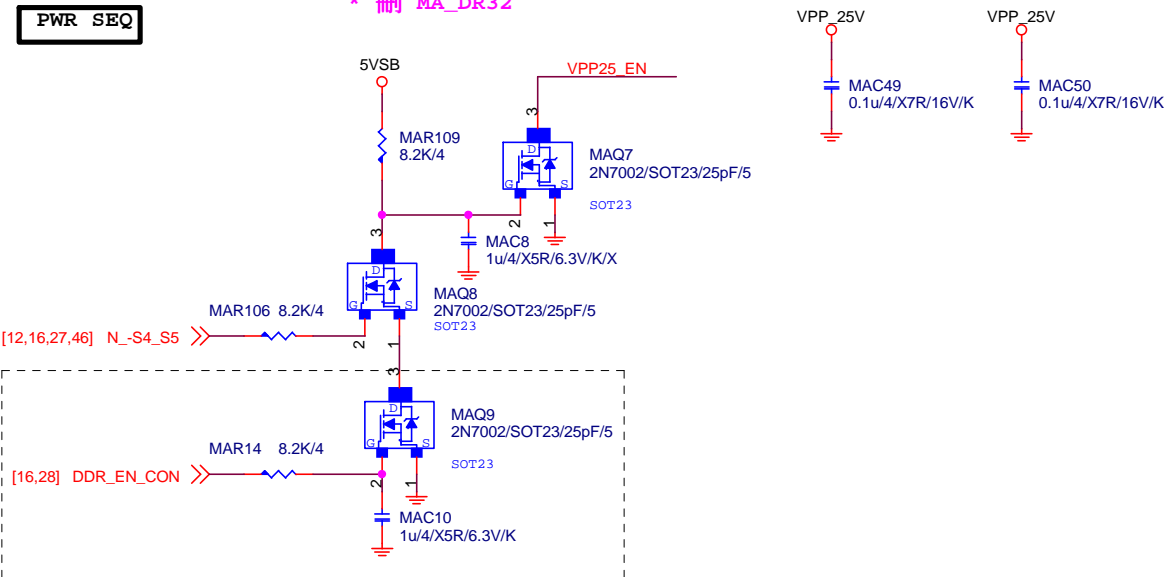 * 刪 MA_DR32
PWR SEQ
VPP_25V
VPP_25V
5VSB
VPP25_EN
MAC49
0.1u/4/X7R/16V/K
MAC50
0.1u/4/X7R/16V/K
MAR109
8.2K/4
3
D
G
S
MAQ7
2N7002/SOT23/25pF/5
SOT23
2
1
3
MAC8
1u/4/X5R/6.3V/K/X
D
G
S
MAQ8
2N7002/SOT23/25pF/5
SOT23
MAR106 8.2K/4
[12,16,27,46] N_-S4_S5
2
1
3
D
G
S
MAQ9
2N7002/SOT23/25pF/5
SOT23
MAR14 8.2K/4
[16,28] DDR_EN_CON
2
1
MAC10
1u/4/X5R/6.3V/K